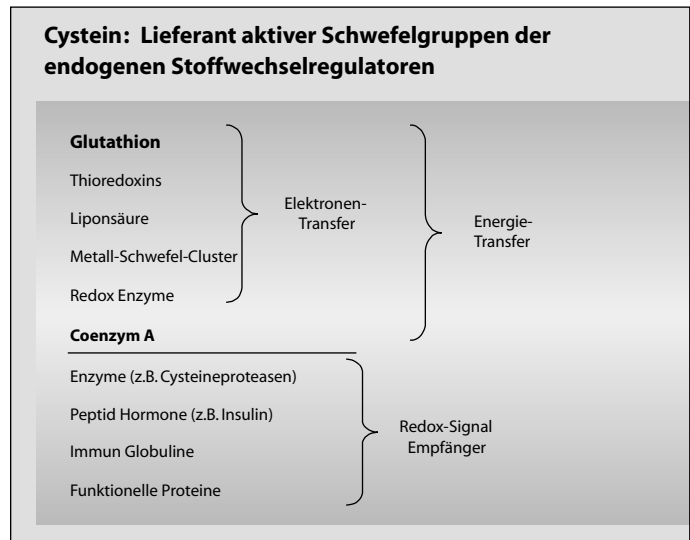 Cystein: Lieferant aktiver Schwefelgruppen der
endogenen Stoffwechselregulatoren
Glutathion
Thioredoxins
Liponsäure
Metall-Schwefel-Cluster
Redox Enzyme
Elektronen-
Transfer
Energie-
Transfer
Coenzym A
Enzyme (z.B. Cysteineproteasen)
Peptid Hormone (z.B. Insulin)
Immun Globuline
Funktionelle Proteine
Redox-Signal
Empfänger